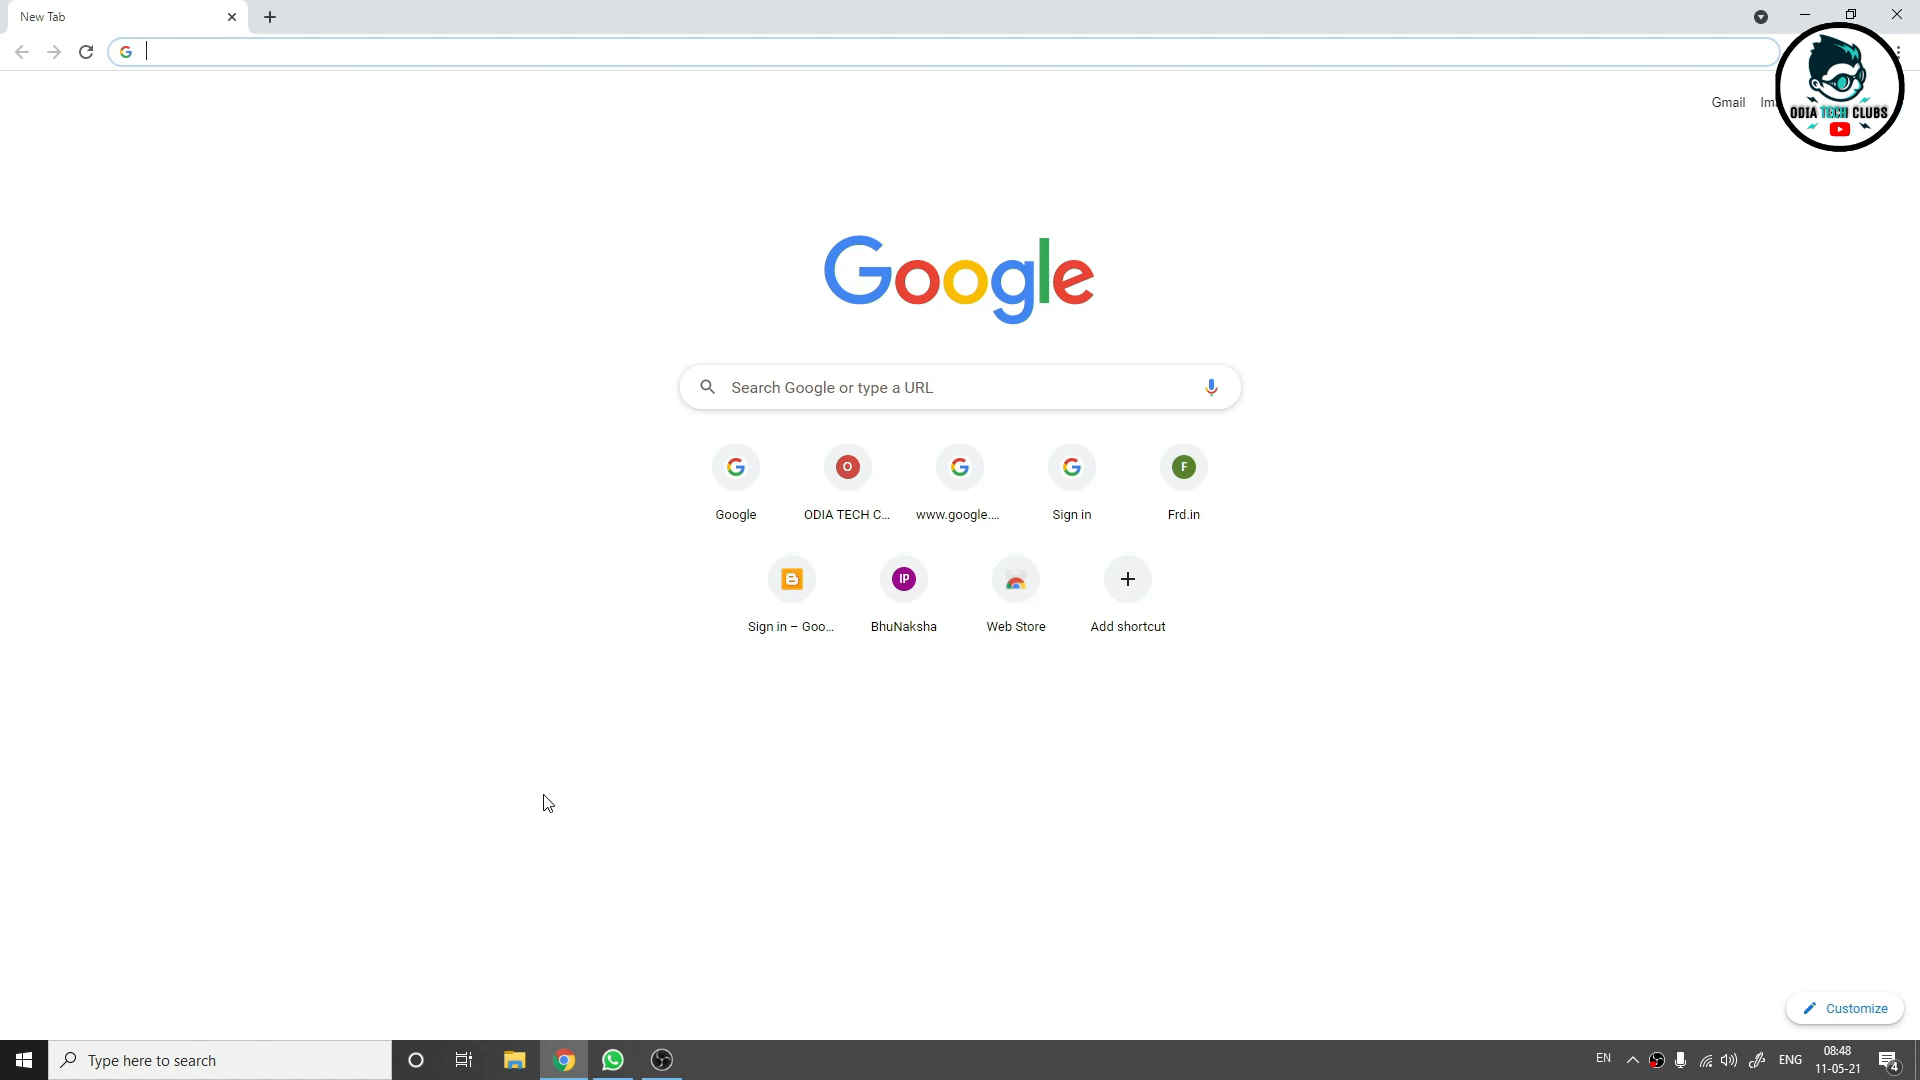 New Tab
Gmail
ODIA TECH CLUBS
Google
Search Google or type a URL
G
O
G
G
F
Google
ODIA TECH C...
www.google....
Sign in
Frd.in
IP
Sign in – Goo...
BhuNaksha
Web Store
Add shortcut
Customize
Type here to search
EN
ENG
08:48
11-05-21
4